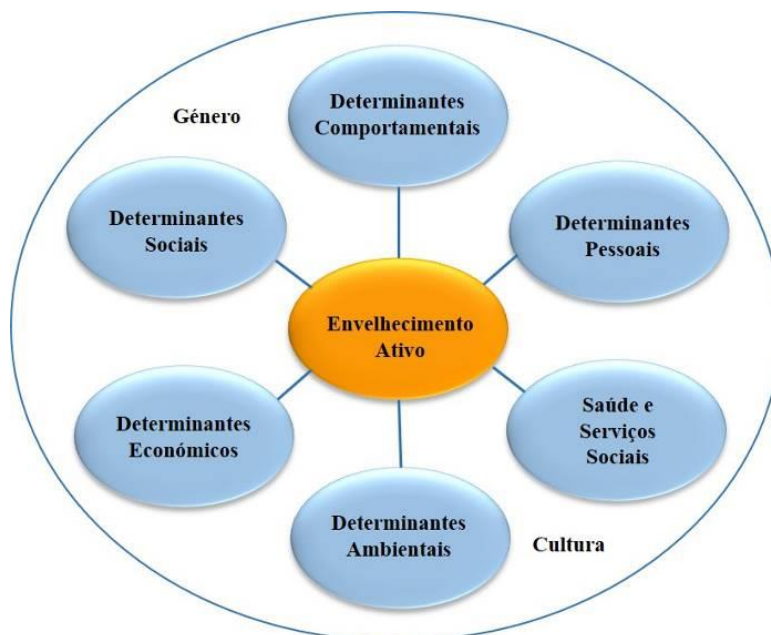 Determinantes
Comportamentais
Género
Determinantes
Sociais
Determinantes
Pessoais
Envelhecimento
Ativo
Determinantes
Económicos
Saúde e
Serviços
Sociais
Determinantes
Ambientais
Cultura